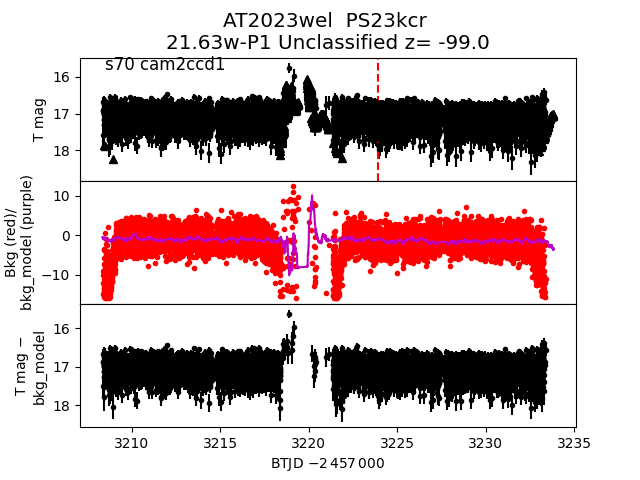 AT2023wel  PS23kcr
21.63w-P1 Unclassified z= -99.0
s70 cam2ccd1
16
17
18
T mag
10
0
−10
Bkg (red)/
bkg_model (purple)
16
17
18
T mag −
bkg_model
3210 3215 3220 3225 3230 3235
BTJD −2 457 000